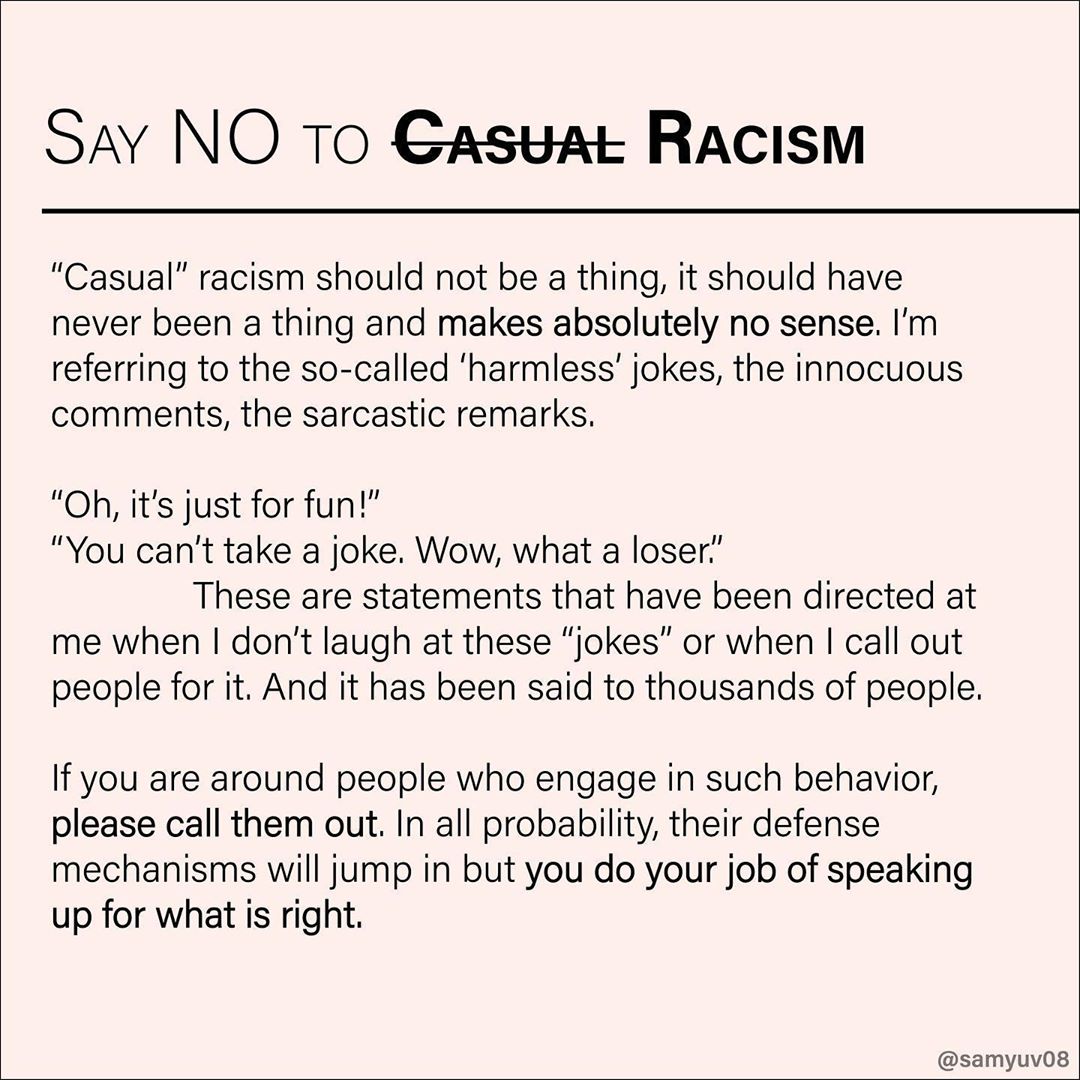 Say NO to Casual Racism
“Casual” racism should not be a thing, it should have
never been a thing and makes absolutely no sense. I’m
referring to the so-called ‘harmless’ jokes, the innocuous
comments, the sarcastic remarks.
“Oh, it’s just for fun!”
“You can’t take a joke. Wow, what a loser.”
These are statements that have been directed at
me when I don’t laugh at these “jokes” or when I call out
people for it. And it has been said to thousands of people.
If you are around people who engage in such behavior,
please call them out. In all probability, their defense
mechanisms will jump in but you do your job of speaking
up for what is right.
@samyuv08